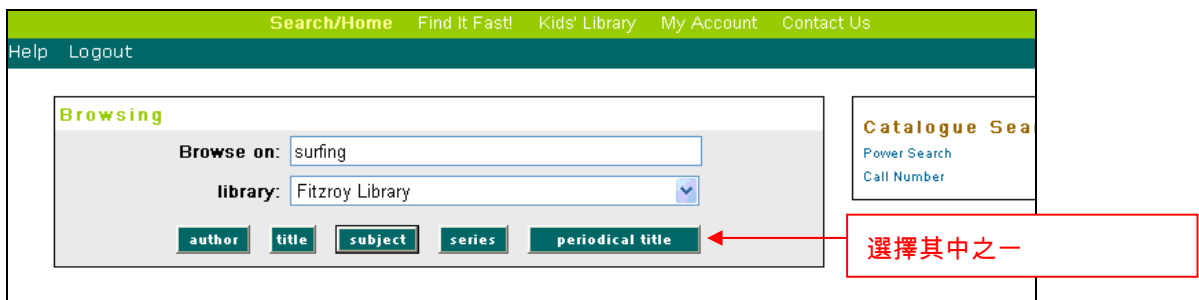 Search/Home Find It Fast! Kids' Library My Account Contact Us
Help Logout
Browsing
Browse on: surfing
library: Fitzroy Library
author title subject series periodical title
Catalogue Sea
Power Search
Call Number
選擇其中之一